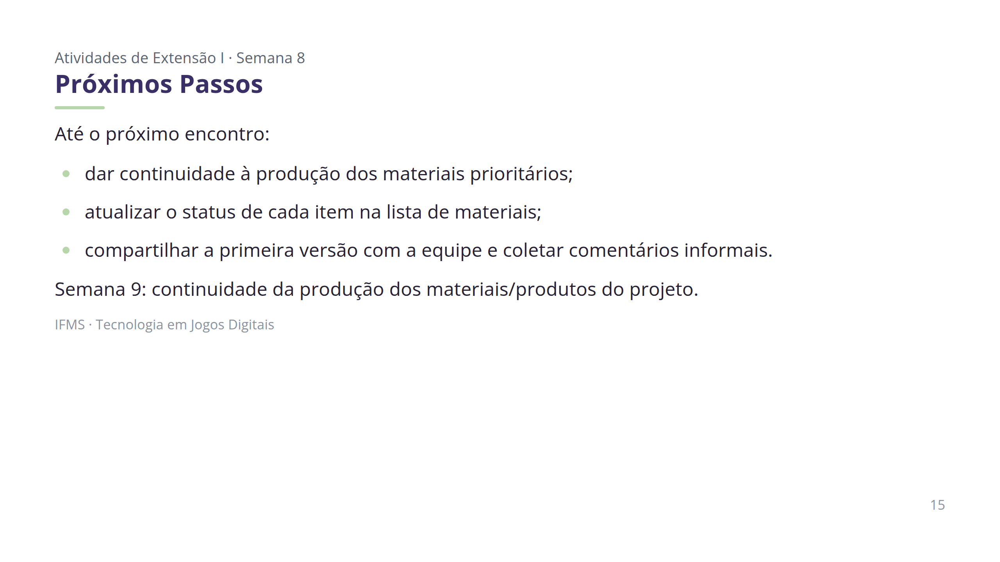 Atividades de Extensão I · Semana 8
Próximos Passos
Até o próximo encontro:
dar continuidade à produção dos materiais prioritários;
atualizar o status de cada item na lista de materiais;
compartilhar a primeira versão com a equipe e coletar comentários informais.
Semana 9: continuidade da produção dos materiais/produtos do projeto.
IFMS · Tecnologia em Jogos Digitais
15